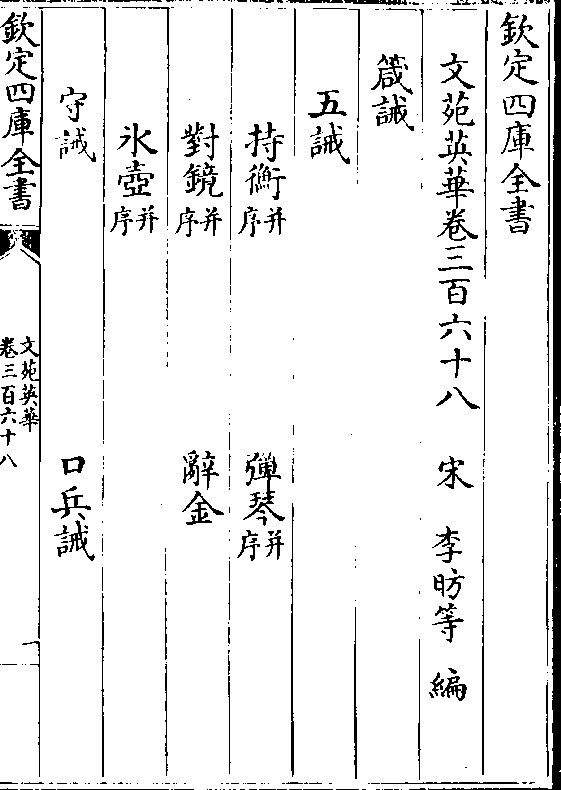 欽定四庫全書
文苑英華卷三百六十八　宋　李昉等　編
箴誡
五誡
持衡并序　彈琴并序
對鏡并序　辭金
氷壺并序
守誡　口兵誡
欽定四庫全書
文苑英華
卷三百六十八
一